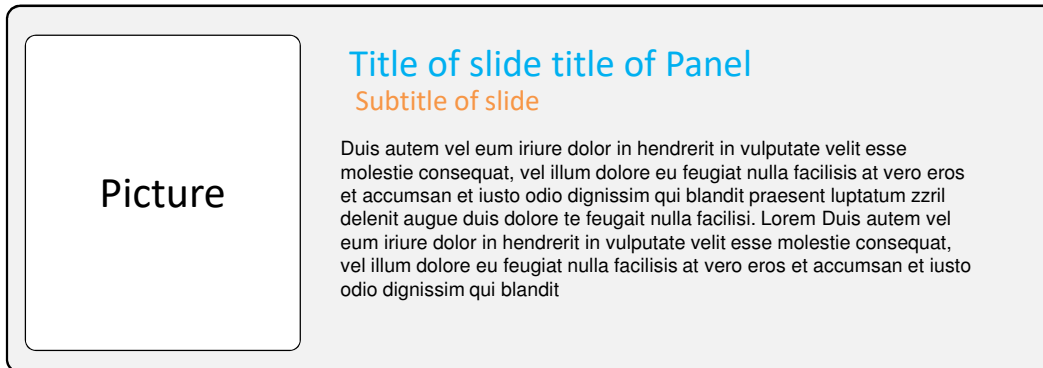 Picture
Title of slide title of Panel
Subtitle of slide
Duis autem vel eum iriure dolor in hendrerit in vulputate velit esse
molestie consequat, vel illum dolore eu feugiat nulla facilisis at vero eros
et accumsan et iusto odio dignissim qui blandit praesent luptatum zzril
delenit augue duis dolore te feugait nulla facilisi. Lorem Duis autem vel
eum iriure dolor in hendrerit in vulputate velit esse molestie consequat,
vel illum dolore eu feugiat nulla facilisis at vero eros et accumsan et iusto
odio dignissim qui blandit